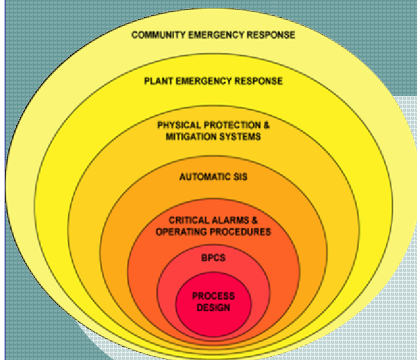 COMMUNITY EMERGENCY RESPONSE
PLANT EMERGENCY RESPONSE
PHYSICAL PROTECTION &
MITIGATION SYSTEMS
AUTOMATIC SIS
CRITICAL ALARMS &
OPERATING PROCEDURES
BPCS
PROCESS
DESIGN